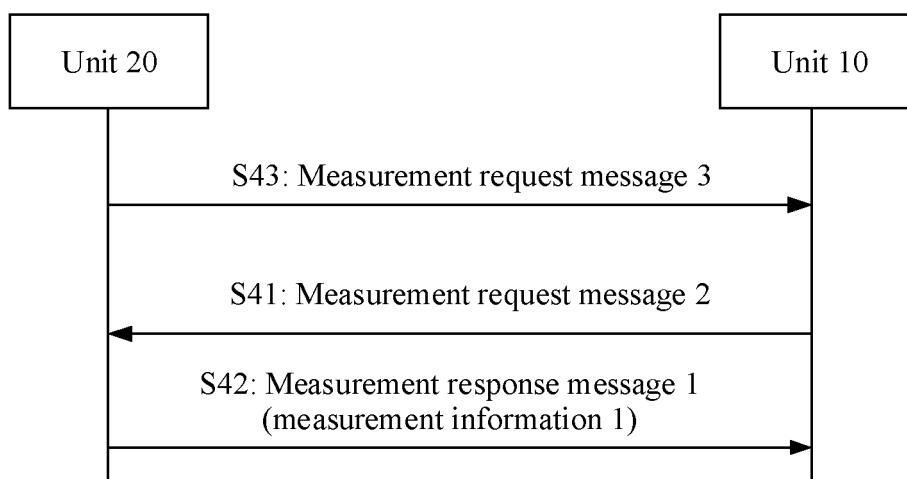 Unit 20
Unit 10
S43: Measurement request message 3
S41: Measurement request message 2
S42: Measurement response message 1
(measurement information 1)